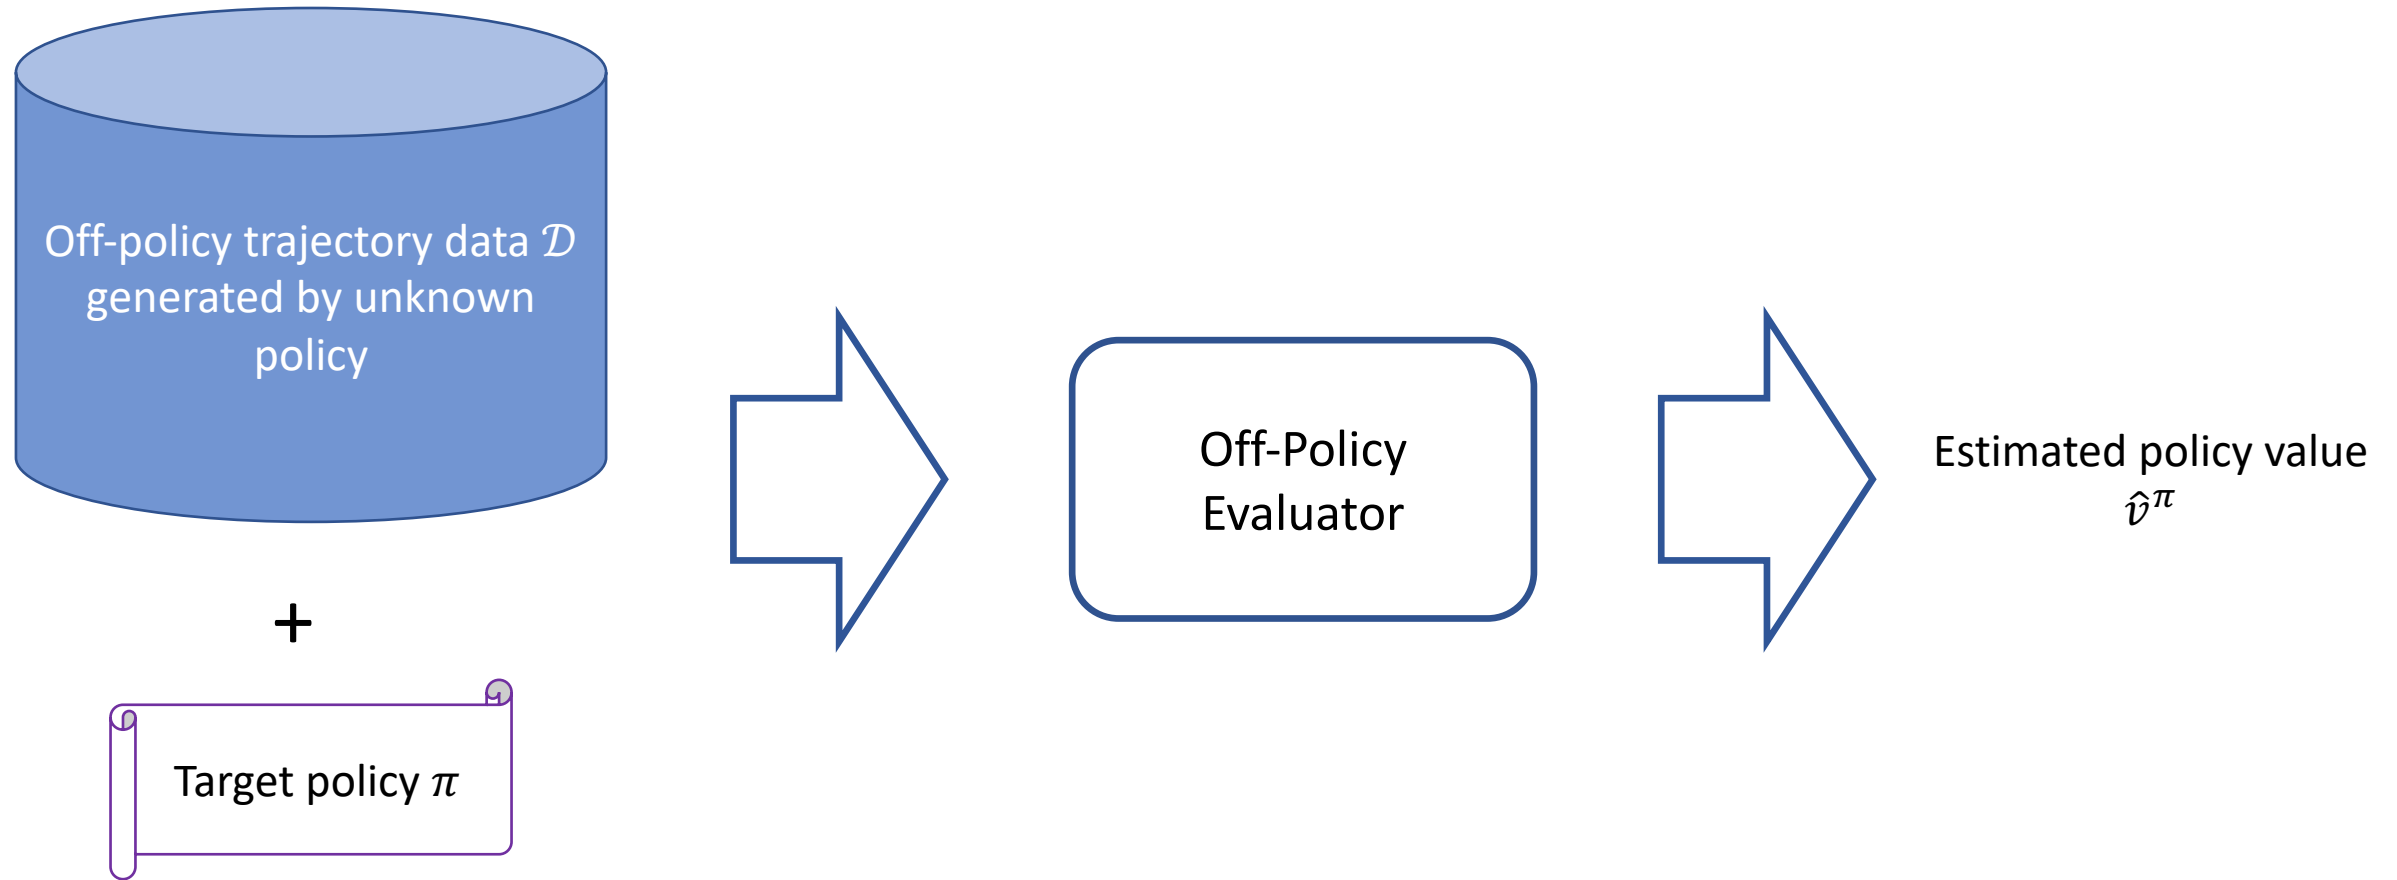 Off-policy trajectory data 𝒟
generated by unknown
policy
+
Target policy 𝜋
Off-Policy
Evaluator
Estimated policy value
v̂^𝜋